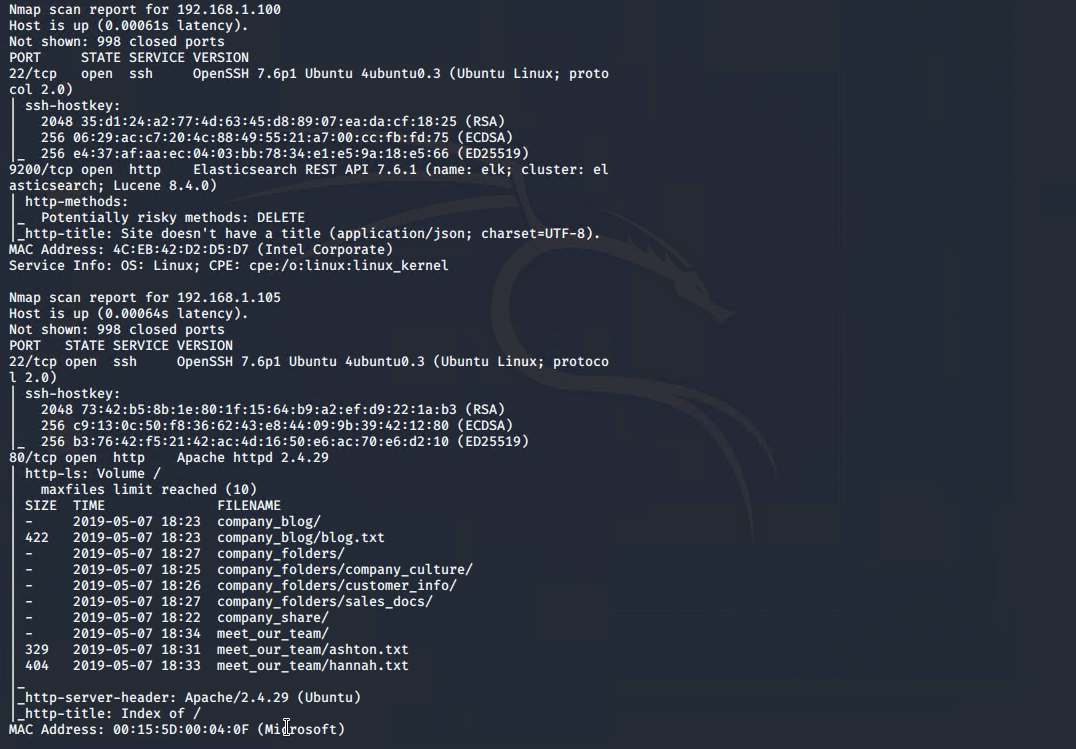 Nmap scan report for 192.168.1.100
Host is up (0.00061s latency).
Not shown: 998 closed ports
PORT     STATE SERVICE VERSION
22/tcp   open  ssh     OpenSSH 7.6p1 Ubuntu 4ubuntu0.3 (Ubuntu Linux; proto
col 2.0)
| ssh-hostkey:
|   2048 35:d1:24:a2:77:4d:63:45:d8:89:07:ea:da:cf:18:25 (RSA)
|   256 06:29:ac:c7:20:4c:88:49:55:21:a7:00:cc:fb:fd:75 (ECDSA)
|_  256 e4:37:af:aa:ec:04:03:bb:78:34:e1:e5:9a:18:e5:66 (ED25519)
9200/tcp open  http    Elasticsearch REST API 7.6.1 (name: elk; cluster: el
asticsearch; Lucene 8.4.0)
| http-methods:
|_  Potentially risky methods: DELETE
|_http-title: Site doesn't have a title (application/json; charset=UTF-8).
MAC Address: 4C:EB:42:D2:D5:D7 (Intel Corporate)
Service Info: OS: Linux; CPE: cpe:/o:linux:linux_kernel
Nmap scan report for 192.168.1.105
Host is up (0.00064s latency).
Not shown: 998 closed ports
PORT   STATE SERVICE VERSION
22/tcp open  ssh     OpenSSH 7.6p1 Ubuntu 4ubuntu0.3 (Ubuntu Linux; protoco
l 2.0)
| ssh-hostkey:
|   2048 73:42:b5:8b:1e:80:1f:15:64:b9:a2:ef:d9:22:1a:b3 (RSA)
|   256 c9:13:0c:50:f8:36:62:43:e8:44:09:9b:39:42:12:80 (ECDSA)
|_  256 b3:76:42:f5:21:42:ac:4d:16:50:e6:ac:70:e6:d2:10 (ED25519)
80/tcp open  http    Apache httpd 2.4.29
| http-ls: Volume /
|   maxfiles limit reached (10)
| SIZE  TIME              FILENAME
| -     2019-05-07 18:23  company_blog/
| 422   2019-05-07 18:23  company_blog/blog.txt
| -     2019-05-07 18:27  company_folders/
| -     2019-05-07 18:25  company_folders/company_culture/
| -     2019-05-07 18:26  company_folders/customer_info/
| -     2019-05-07 18:27  company_folders/sales_docs/
| -     2019-05-07 18:22  company_share/
| -     2019-05-07 18:34  meet_our_team/
| 329   2019-05-07 18:31  meet_our_team/ashton.txt
| 404   2019-05-07 18:33  meet_our_team/hannah.txt
|_
|_http-server-header: Apache/2.4.29 (Ubuntu)
|_http-title: Index of /
MAC Address: 00:15:5D:00:04:0F (Microsoft)